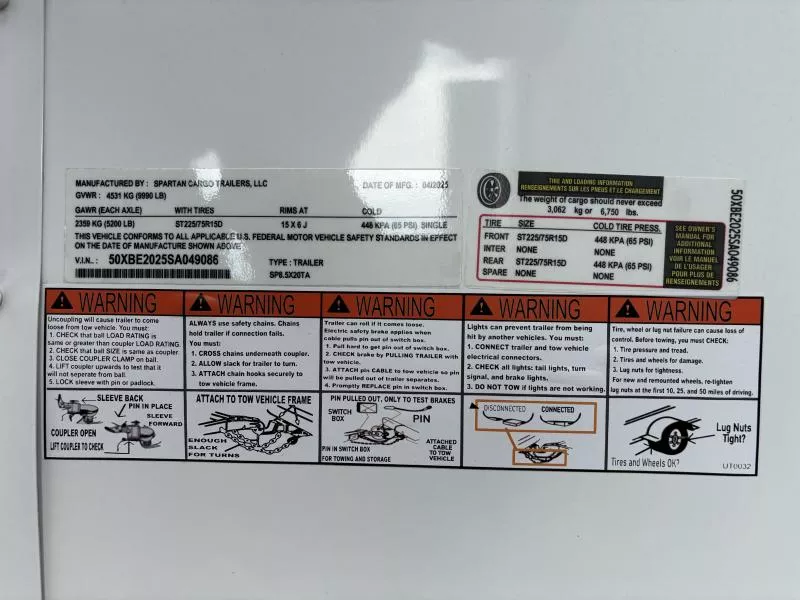 MANUFACTURED BY : SPARTAN CARGO TRAILERS, LLC DATE OF MFG. : 04/2025
GVWR : 4531 KG (9990 LB)
GAWR (EACH AXLE) WITH TIRES RIMS AT COLD
2359 KG (5200 LB) ST225/75R15D 15 X 6 J 448 KPA (65 PSI) SINGLE
THIS VEHICLE CONFORMS TO ALL APPLICABLE U.S. FEDERAL MOTOR VEHICLE SAFETY STANDARDS IN EFFECT
ON THE DATE OF MANUFACTURE SHOWN ABOVE
V.I.N.: 50XBE2025SA049086 TYPE : TRAILER
SP8.5X20TA
TIRE AND LOADING INFORMATION
RENSEIGNEMENTS SUR LES PNEUS ET LE CHARGEMENT
The weight of cargo should never exceed
3,062 kg or 6,750 lbs.
TIRE SIZE COLD TIRE PRESS.
FRONT ST225/75R15D 448 KPA (65 PSI)
INTER NONE NONE
REAR ST225/75R15D 448 KPA (65 PSI)
SPARE NONE NONE
SEE OWNER'S
MANUAL FOR
ADDITIONAL
INFORMATION
VOIR LE MANUEL
DE L'USAGER
POUR PLUS DE
RENSEIGNEMENTS
50XBE2025SA049086
WARNING
Uncoupling will cause trailer to come
loose from tow vehicle. You must:
1. CHECK that ball LOAD RATING is
same or greater than coupler LOAD RATING.
2. CHECK that ball SIZE is same as coupler.
3. CLOSE COUPLER CLAMP on ball.
4. LIFT coupler upwards to test that it
will not seperate from ball.
5. LOCK sleeve with pin or padlock.
SLEEVE BACK
PIN IN PLACE
SLEEVE
FORWARD
COUPLER OPEN
LIFT COUPLER TO CHECK
WARNING
ALWAYS use safety chains. Chains
hold trailer if connection fails.
You must:
1. CROSS chains underneath coupler.
2. ALLOW slack for trailer to turn.
3. ATTACH chain hooks securely to
tow vehicle frame.
ATTACH TO TOW VEHICLE FRAME
ENOUGH
SLACK
FOR TURNS
WARNING
Trailer can roll if it comes loose.
Electric safety brake applies when
cable pulls pin out of switch box.
1. Pull hard to get pin out of switch box.
2. CHECK brake by PULLING TRAILER with
tow vehicle.
3. ATTACH pin CABLE to tow vehicle so pin
will be pulled out of trailer separates.
4. Promptly REPLACE pin in switch box.
PIN PULLED OUT, ONLY TO TEST BRAKES
SWITCH
BOX
PIN
PIN IN SWITCH BOX
FOR TOWING AND STORAGE
ATTACHED
CABLE TO
TOW
VEHICLE
WARNING
Lights can prevent trailer from being
hit by another vehicles. You must:
1. CONNECT trailer and tow vehicle
electrical connectors.
2. CHECK all lights: tail lights, turn
signal, and brake lights.
3. DO NOT TOW if lights are not working.
DISCONNECTED CONNECTED
WARNING
Tire, wheel or lug nut failure can cause loss of
control. Before towing, you must CHECK:
1. Tire pressure and tread.
2. Tires and wheels for damage.
3. Lug nuts for tightness.
For new and remounted wheels, re-tighten
lug nuts at the first 10, 25, and 50 miles of driving.
Lug Nuts
Tight?
Tires and Wheels OK?
UT0032